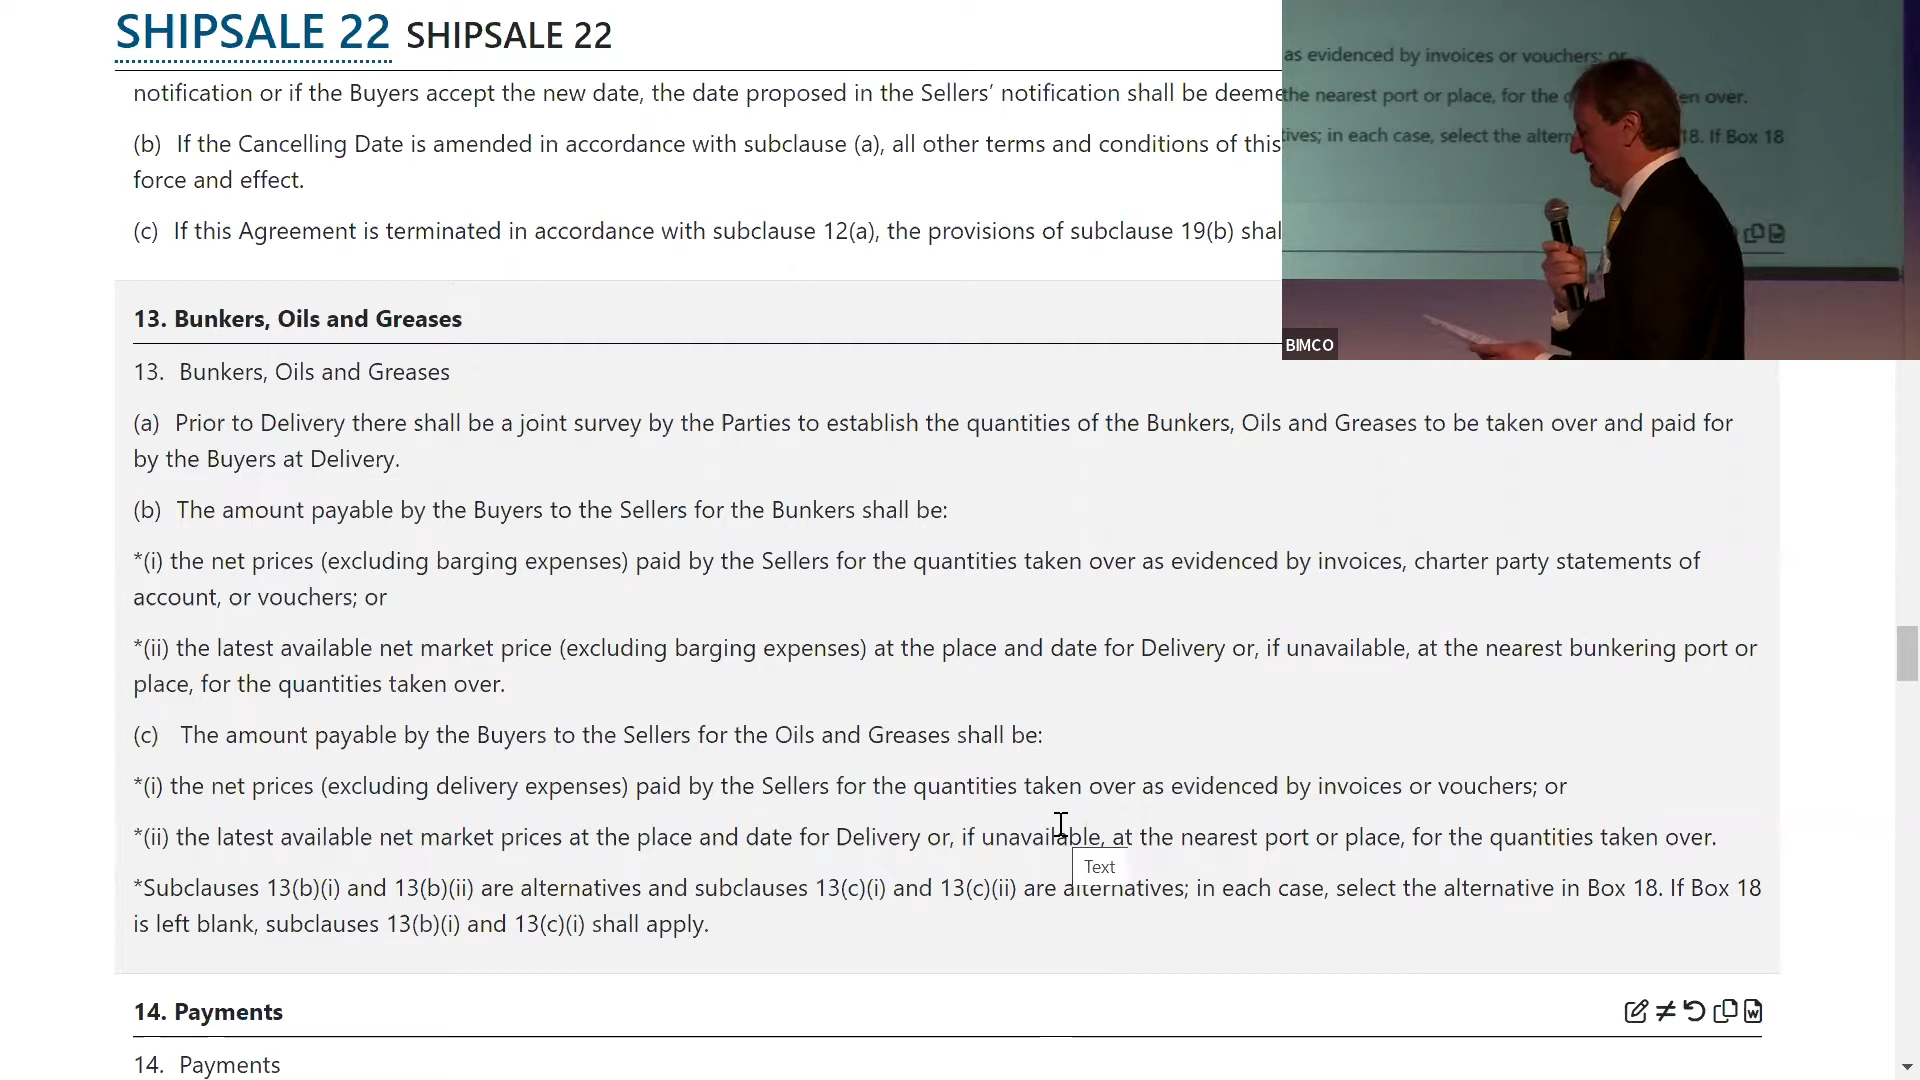 SHIPSALE 22 SHIPSALE 22
notification or if the Buyers accept the new date, the date proposed in the Sellers’ notification shall be deeme
(b) If the Cancelling Date is amended in accordance with subclause (a), all other terms and conditions of this
force and effect.
(c) If this Agreement is terminated in accordance with subclause 12(a), the provisions of subclause 19(b) shal
as evidenced by invoices or vouchers; or
the nearest port or place, for the
en over.
tives; in each case, select the altern
18. If Box 18
BIMCO
13. Bunkers, Oils and Greases
13. Bunkers, Oils and Greases
(a) Prior to Delivery there shall be a joint survey by the Parties to establish the quantities of the Bunkers, Oils and Greases to be taken over and paid for
by the Buyers at Delivery.
(b) The amount payable by the Buyers to the Sellers for the Bunkers shall be:
*(i) the net prices (excluding barging expenses) paid by the Sellers for the quantities taken over as evidenced by invoices, charter party statements of
account, or vouchers; or
*(ii) the latest available net market price (excluding barging expenses) at the place and date for Delivery or, if unavailable, at the nearest bunkering port or
place, for the quantities taken over.
(c) The amount payable by the Buyers to the Sellers for the Oils and Greases shall be:
*(i) the net prices (excluding delivery expenses) paid by the Sellers for the quantities taken over as evidenced by invoices or vouchers; or
*(ii) the latest available net market prices at the place and date for Delivery or, if unavailable, at the nearest port or place, for the quantities taken over.
Text
*Subclauses 13(b)(i) and 13(b)(ii) are alternatives and subclauses 13(c)(i) and 13(c)(ii) are alternatives; in each case, select the alternative in Box 18. If Box 18
is left blank, subclauses 13(b)(i) and 13(c)(i) shall apply.
14. Payments
14. Payments